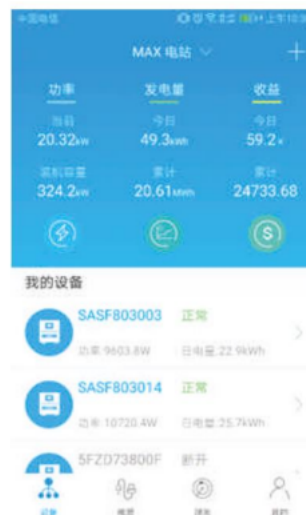 中国电信 上午10:3
MAX 电站
功率 发电量 收益
当日 今日 今日
20.32kW 49.3kWh 59.2
装机容量 累计 累计
324.2kW 20.61MWh 24733.68
我的设备
SASF803003 正常
功率:9603.8W 日电量:22.9kWh
SASF803014 正常
功率:10720.4W 日电量:25.7kWh
5FZD73800F 断开
设备 我的